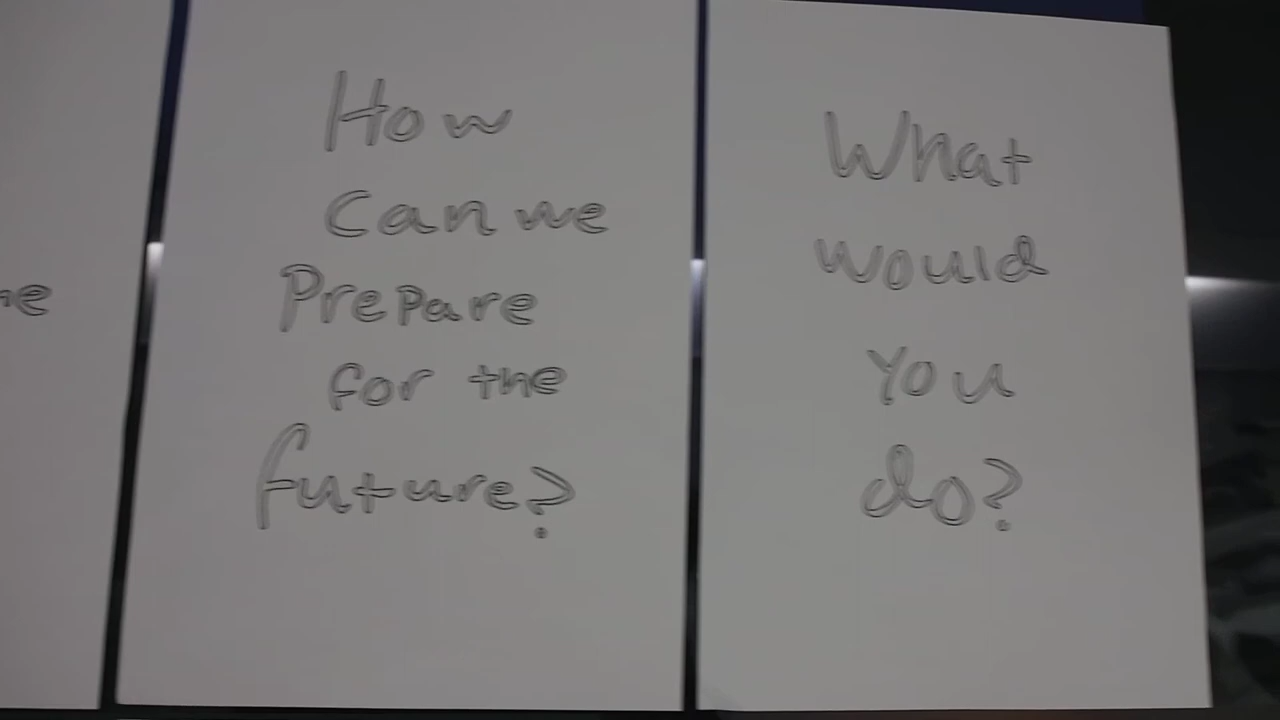 How
Can we
Prepare
for the
future?
What
would
You
do?